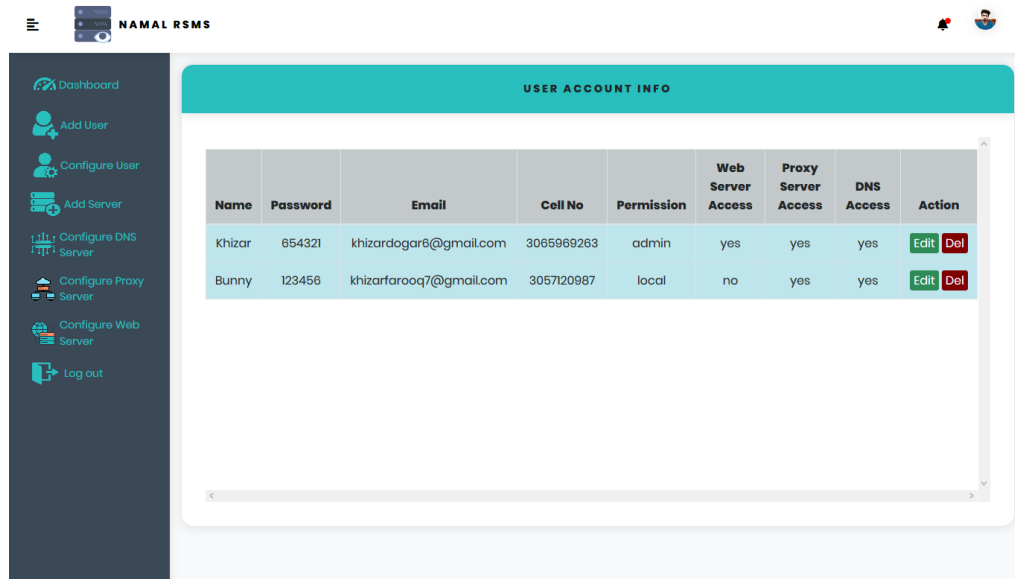 NAMAL RSMS
Dashboard
Add User
Configure User
Add Server
Configure DNS
Server
Configure Proxy
Server
Configure Web
Server
Log out
USER ACCOUNT INFO
Name Password Email Cell No Permission Web Server Access Proxy Server Access DNS Access Action
Khizar 654321 khizardogar6@gmail.com 3065969263 admin yes yes yes Edit Del
Bunny 123456 khizarfarooq7@gmail.com 3057120987 local no yes yes Edit Del